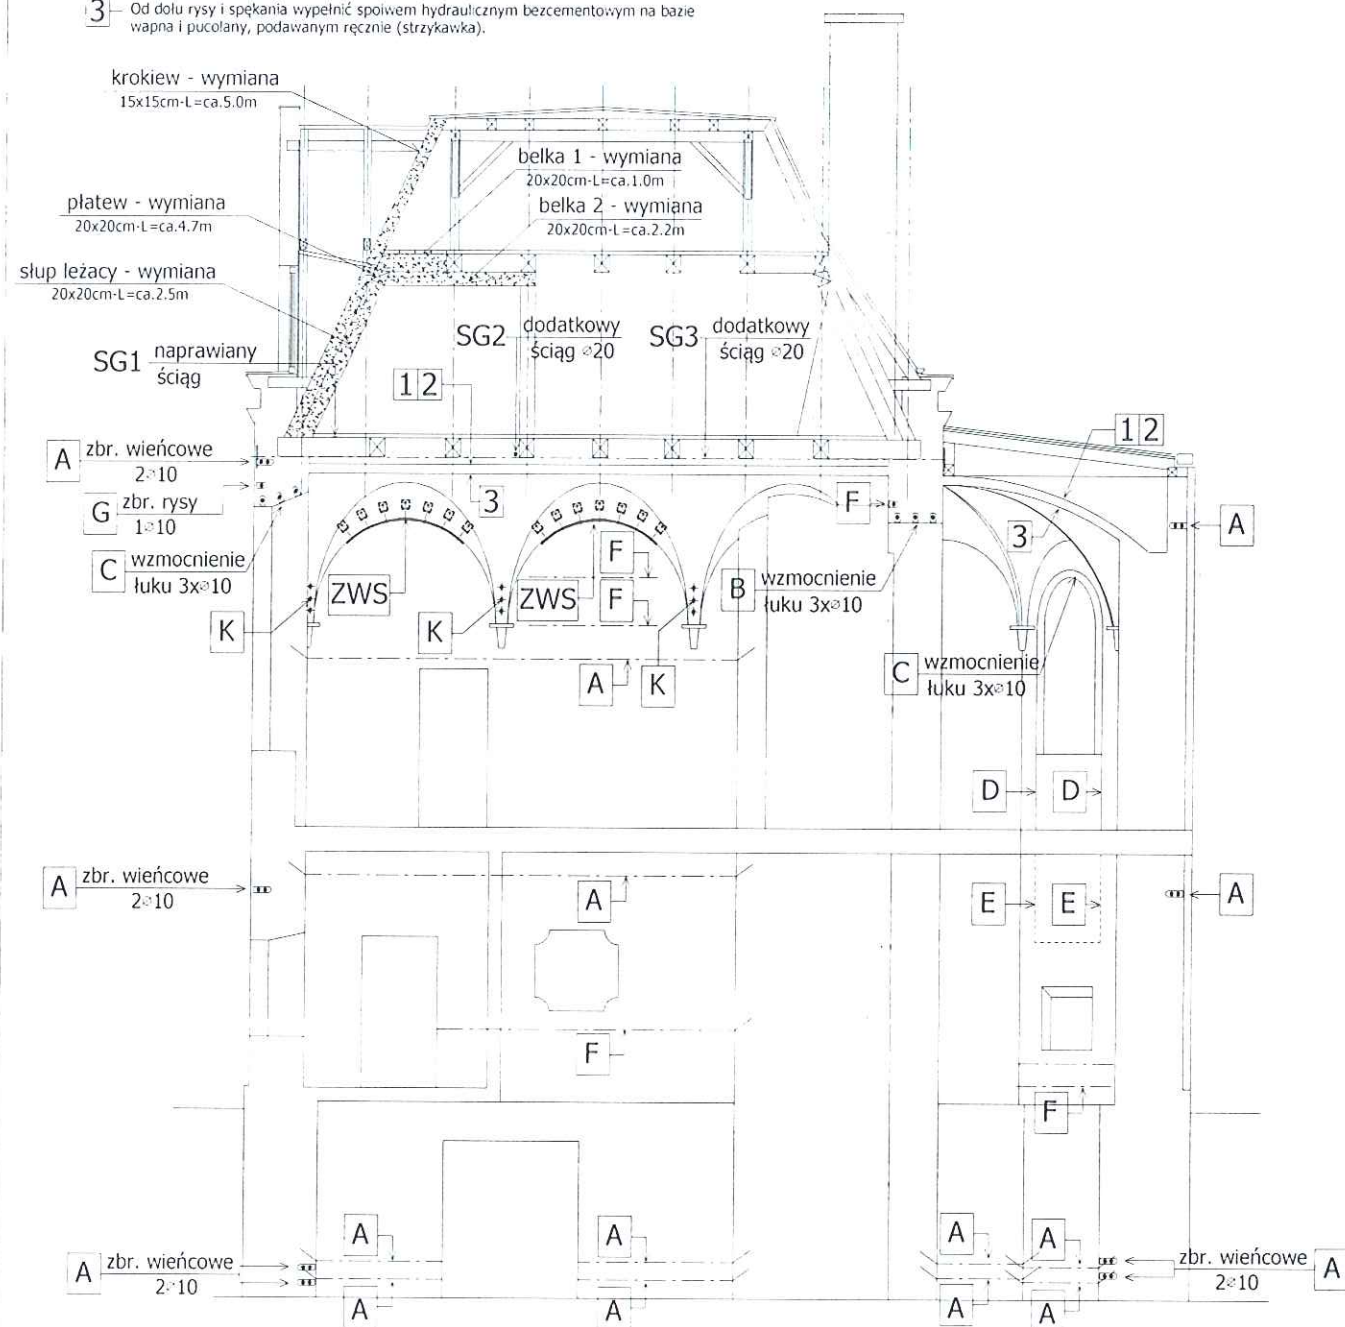 3 Od dołu rysy i spękania wypełnić spoiwem hydraulicznym bezcementowym na bazie
wapna i pucolany, podawanym ręcznie (strzykawka).
krokiew - wymiana
15x15cm-L=ca.5.0m
belka 1 - wymiana
20x20cm-L=ca.1.0m
płatew - wymiana
20x20cm-L=ca.4.7m
belka 2 - wymiana
20x20cm-L=ca.2.2m
słup leżacy - wymiana
20x20cm-L=ca.2.5m
SG1 naprawiany
ściąg
SG2 dodatkowy
ściąg ⌀20
SG3 dodatkowy
ściąg ⌀20
1 2
1 2
A zbr. wieńcowe
2⌀10
G zbr. rysy
1⌀10
3
F
3
A
C wzmocnienie
łuku 3x⌀10
ZWS
ZWS
F
F
B wzmocnienie
łuku 3x⌀10
K
K
A
K
C wzmocnienie
łuku 3x⌀10
D
D
A zbr. wieńcowe
2⌀10
A
E
E
A
F
F
A
A
A
A
A zbr. wieńcowe
2⌀10
zbr. wieńcowe A
2⌀10
A
A
A
A